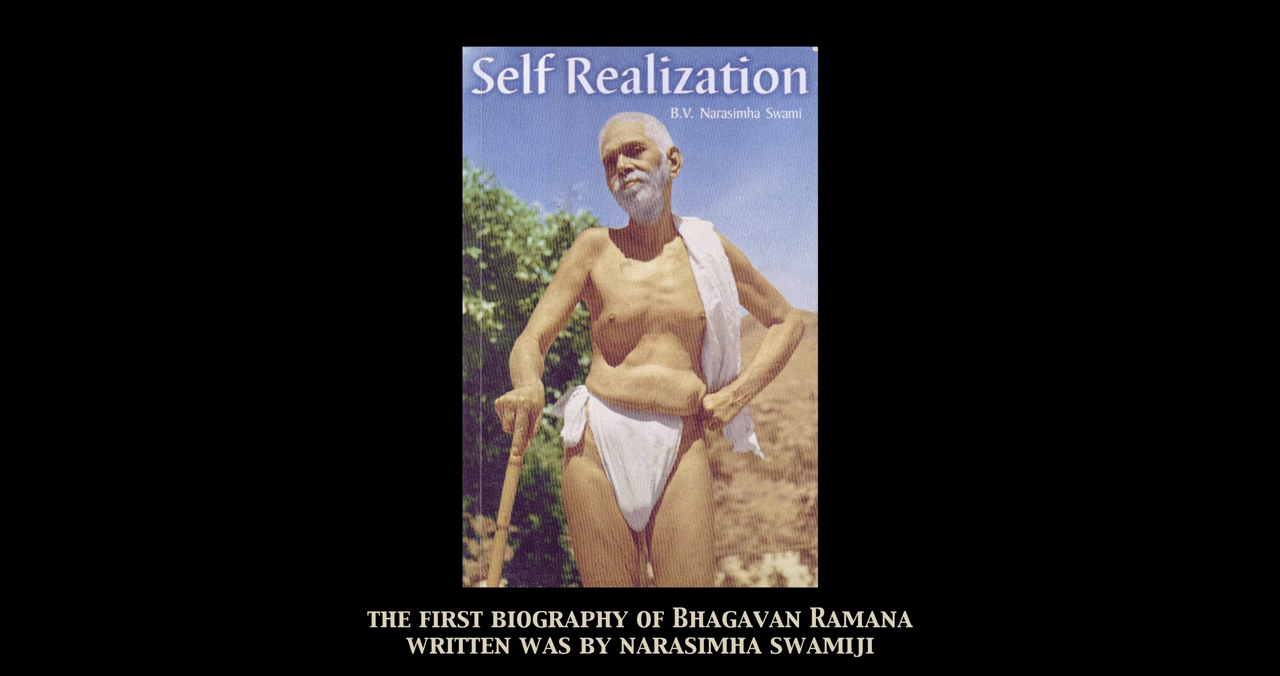 Self Realization
B.V. Narasimha Swami
THE FIRST BIOGRAPHY OF BHAGAVAN RAMANA
WRITTEN WAS BY NARASIMHA SWAMIJI